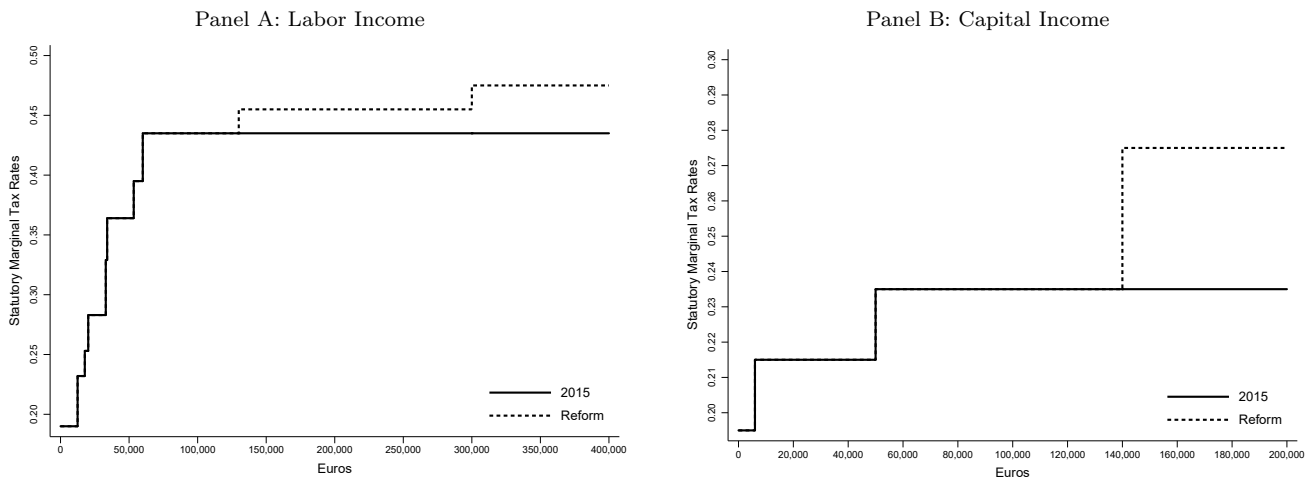 Panel A: Labor Income
Statutory Marginal Tax Rates
0.50
0.45
0.40
0.35
0.30
0.25
0.20
0 50,000 100,000 150,000 200,000 250,000 300,000 350,000 400,000
Euros
2015
Reform
Panel B: Capital Income
Statutory Marginal Tax Rates
0.30
0.29
0.28
0.27
0.26
0.25
0.24
0.23
0.22
0.21
0.20
0 20,000 40,000 60,000 80,000 100,000 120,000 140,000 160,000 180,000 200,000
Euros
2015
Reform